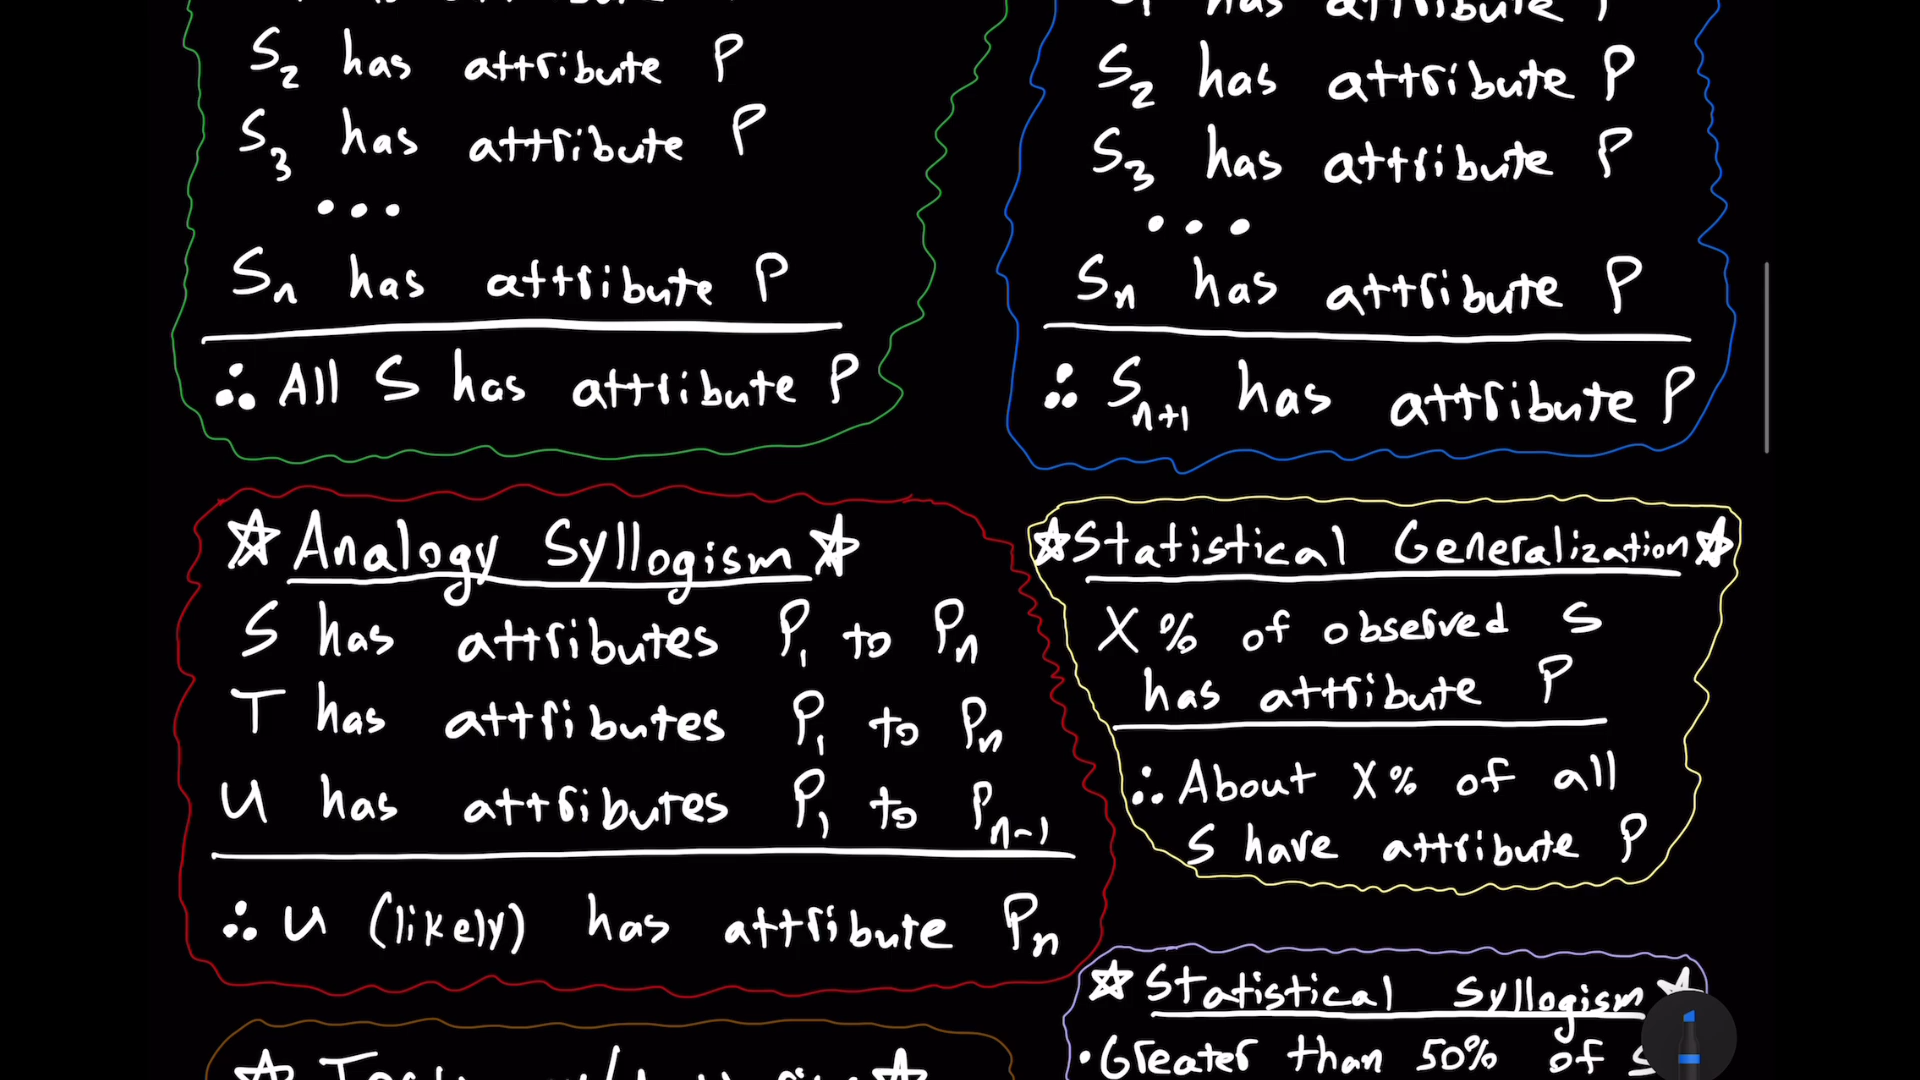 S2 has attribute P
S3 has attribute P
...
Sn has attribute P
∴ All S has attribute P
has attribute P
S2 has attribute P
S3 has attribute P
...
Sn has attribute P
∴ Sn+1 has attribute P
☆ Analogy Syllogism ☆
S has attributes P1 to Pn
T has attributes P1 to Pn
U has attributes P1 to Pn-1
∴ U (likely) has attribute Pn
☆ Statistical Generalization ☆
X% of observed S
has attribute P
∴ About X% of all
S have attribute P
☆ Statistical Syllogism ☆
• Greater than 50% of S